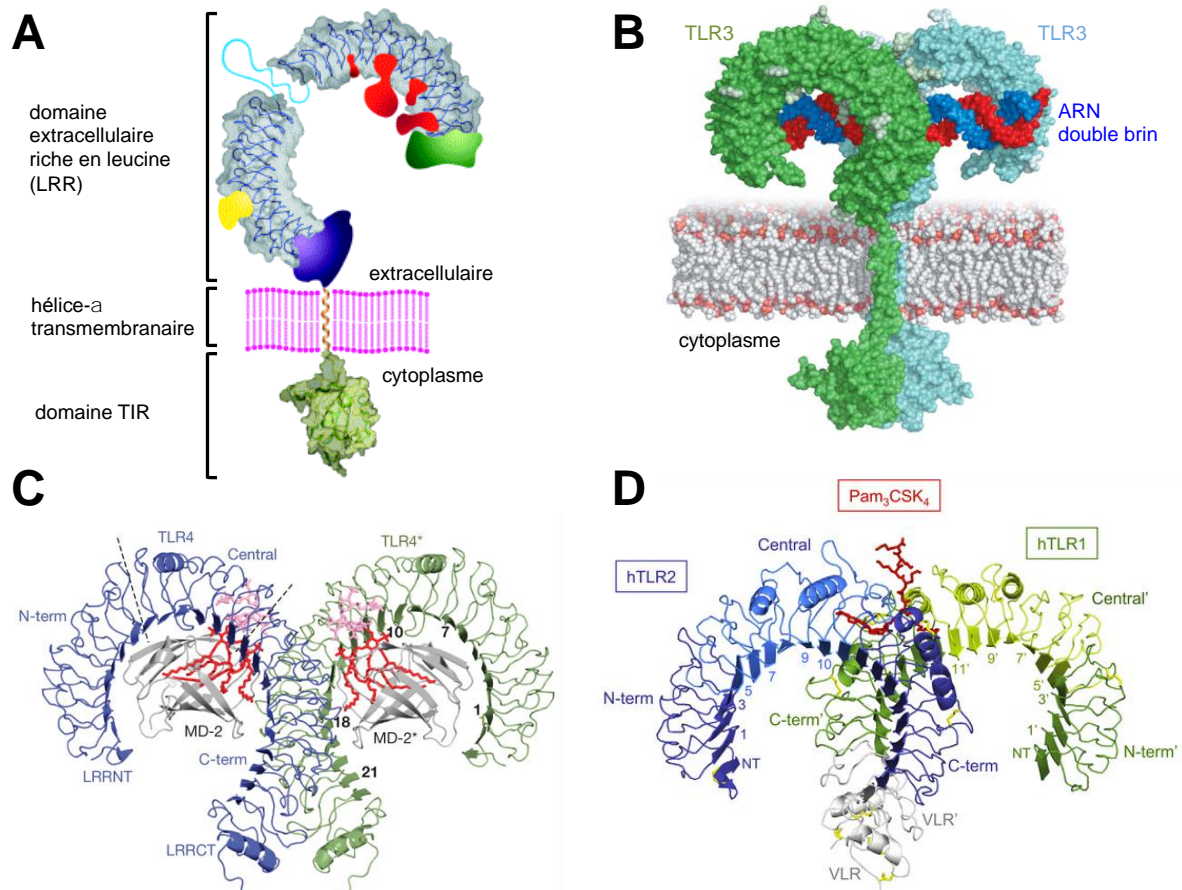 A
domaine
extracellulaire
riche en leucine
(LRR)
extracellulaire
hélice-a
transmembranaire
cytoplasme
domaine TIR
B
TLR3
TLR3
ARN
double brin
cytoplasme
C
TLR4
Central
TLR4*
N-term
10
7
1
MD-2
18
MD-2*
LRRNT
C-term
21
LRRCT
D
Pam₃CSK₄
hTLR2
Central
hTLR1
Central'
N-term
9
10
7
5
3
1
NT
11'
9'
7'
5'
3'
1'
NT
C-term'
C-term
N-term'
VLR'
VLR